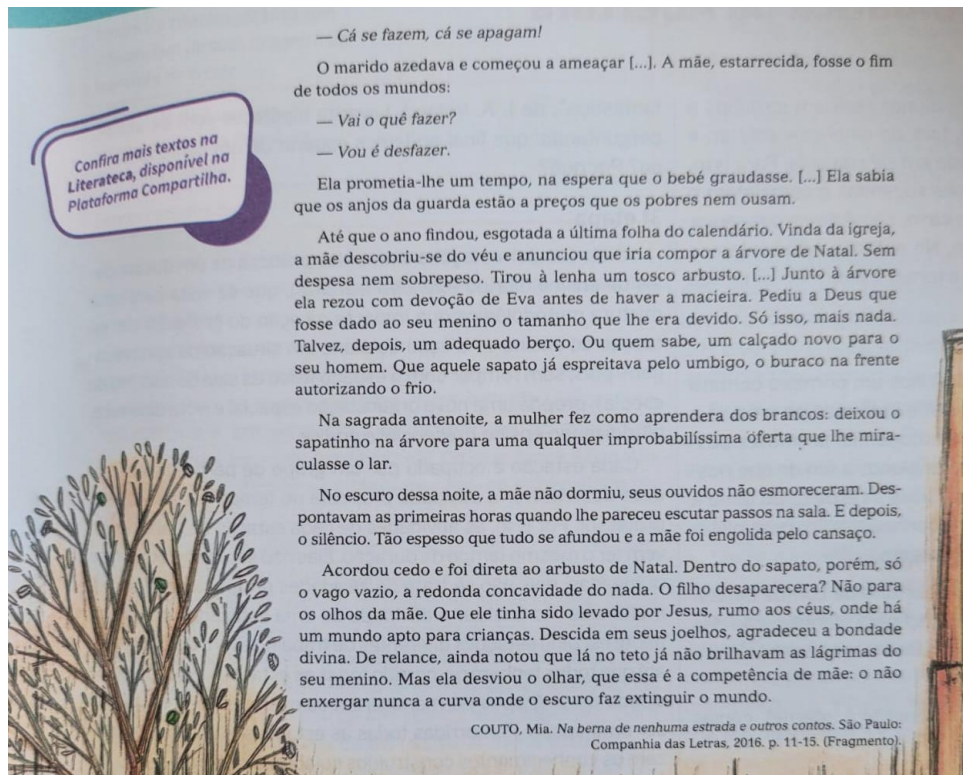 — Cá se fazem, cá se apagam!
O marido azedava e começou a ameaçar [...]. A mãe, estarrecida, fosse o fim
de todos os mundos:
— Vai o quê fazer?
— Vou é desfazer.
Ela prometia-lhe um tempo, na espera que o bebé graudasse. [...] Ela sabia
que os anjos da guarda estão a preços que os pobres nem ousam.
Até que o ano findou, esgotada a última folha do calendário. Vinda da igreja,
a mãe descobriu-se do véu e anunciou que iria compor a árvore de Natal. Sem
despesa nem sobrepeso. Tirou à lenha um tosco arbusto. [...] Junto à árvore
ela rezou com devoção de Eva antes de haver a macieira. Pediu a Deus que
fosse dado ao seu menino o tamanho que lhe era devido. Só isso, mais nada.
Talvez, depois, um adequado berço. Ou quem sabe, um calçado novo para o
seu homem. Que aquele sapato já espreitava pelo umbigo, o buraco na frente
autorizando o frio.
Na sagrada antenoite, a mulher fez como aprendera dos brancos: deixou o
sapatinho na árvore para uma qualquer improbabilíssima oferta que lhe mira-
culasse o lar.
No escuro dessa noite, a mãe não dormiu, seus ouvidos não esmoreceram. Des-
pontavam as primeiras horas quando lhe pareceu escutar passos na sala. E depois,
o silêncio. Tão espesso que tudo se afundou e a mãe foi engolida pelo cansaço.
Acordou cedo e foi direta ao arbusto de Natal. Dentro do sapato, porém, só
o vago vazio, a redonda concavidade do nada. O filho desaparecera? Não para
os olhos da mãe. Que ele tinha sido levado por Jesus, rumo aos céus, onde há
um mundo apto para crianças. Descida em seus joelhos, agradeceu a bondade
divina. De relance, ainda notou que lá no teto já não brilhavam as lágrimas do
seu menino. Mas ela desviou o olhar, que essa é a competência de mãe: o não
enxergar nunca a curva onde o escuro faz extinguir o mundo.
COUTO, Mia. Na berma de nenhuma estrada e outros contos. São Paulo:
Companhia das Letras, 2016. p. 11-15. (Fragmento).
Confira mais textos na
Literateca, disponível na
Plataforma Compartilha.